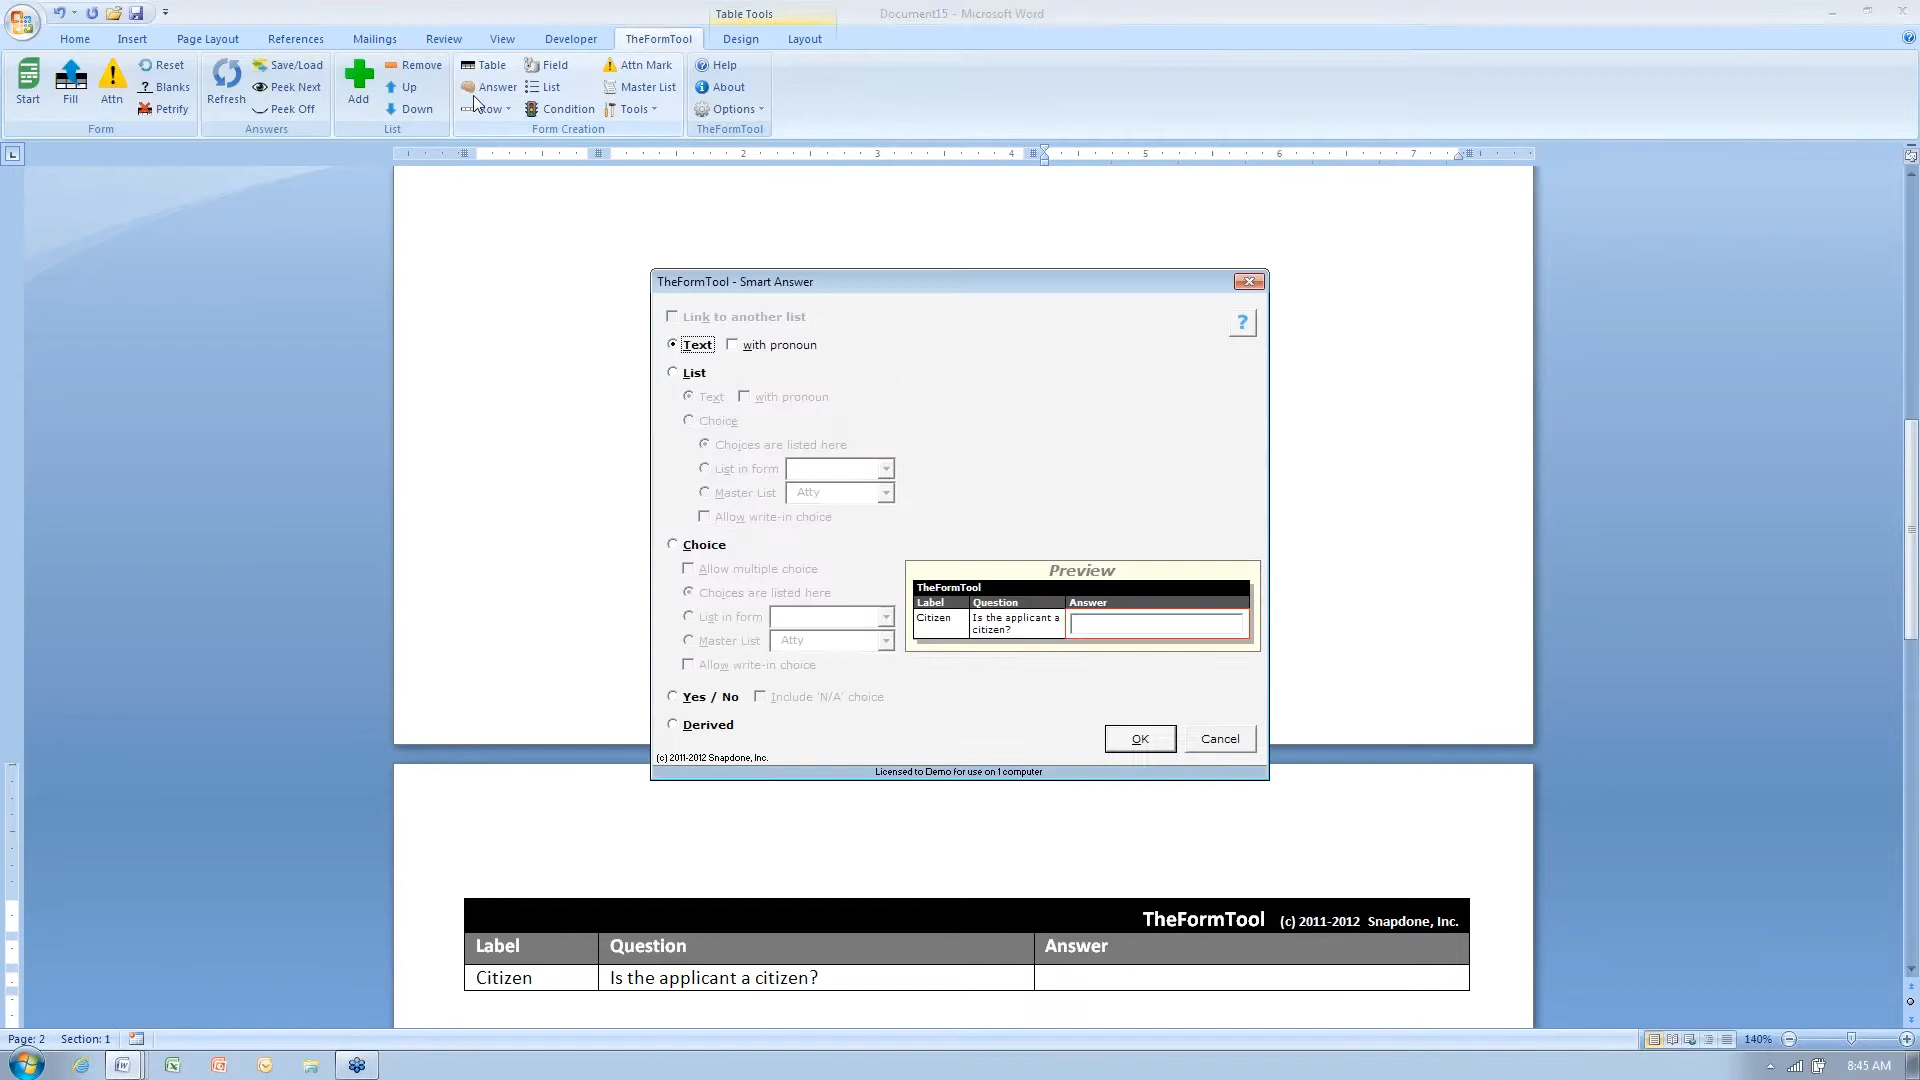 Table Tools
Document15 - Microsoft Word
Home Insert Page Layout References Mailings Review View Developer TheFormTool Design Layout
Start
Fill
Attn
Reset
Blanks
Petrify
Form
Refresh
Save/Load
Peek Next
Peek Off
Answers
Add
Remove
Up
Down
List
Table
Answer
Row
Field
List
Condition
Attn Mark
Master List
Tools
Form Creation
Help
About
Options
TheFormTool
2 3 4 5 6 7
TheFormTool - Smart Answer
Link to another list
?
Text with pronoun
List
Text with pronoun
Choice
Choices are listed here
List in form
Master List Atty
Allow write-in choice
Choice
Allow multiple choice
Choices are listed here
List in form
Master List Atty
Allow write-in choice
Preview
TheFormTool
Label Question Answer
Citizen Is the applicant a
citizen?
Yes / No Include 'N/A' choice
Derived
OK Cancel
(c) 2011-2012 Snapdone, Inc.
Licensed to Demo for use on 1 computer
TheFormTool (c) 2011-2012 Snapdone, Inc.
Label Question Answer
Citizen Is the applicant a citizen?
Page: 2 Section: 1
140%
8:45 AM